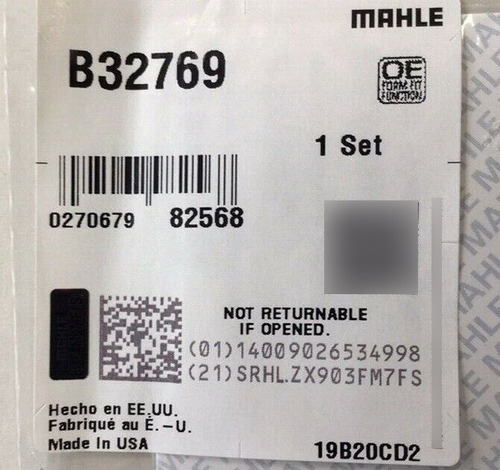 MAHLE
B32769
OE
FORM FIT
FUNCTION
1 Set
0270679 82568
NOT RETURNABLE
IF OPENED.
(01)14009026534998
(21)SRHL.ZX903FM7FS
Hecho en EE.UU.
Fabriqué au É.-U.
Made In USA
19B20CD2
MAHLE